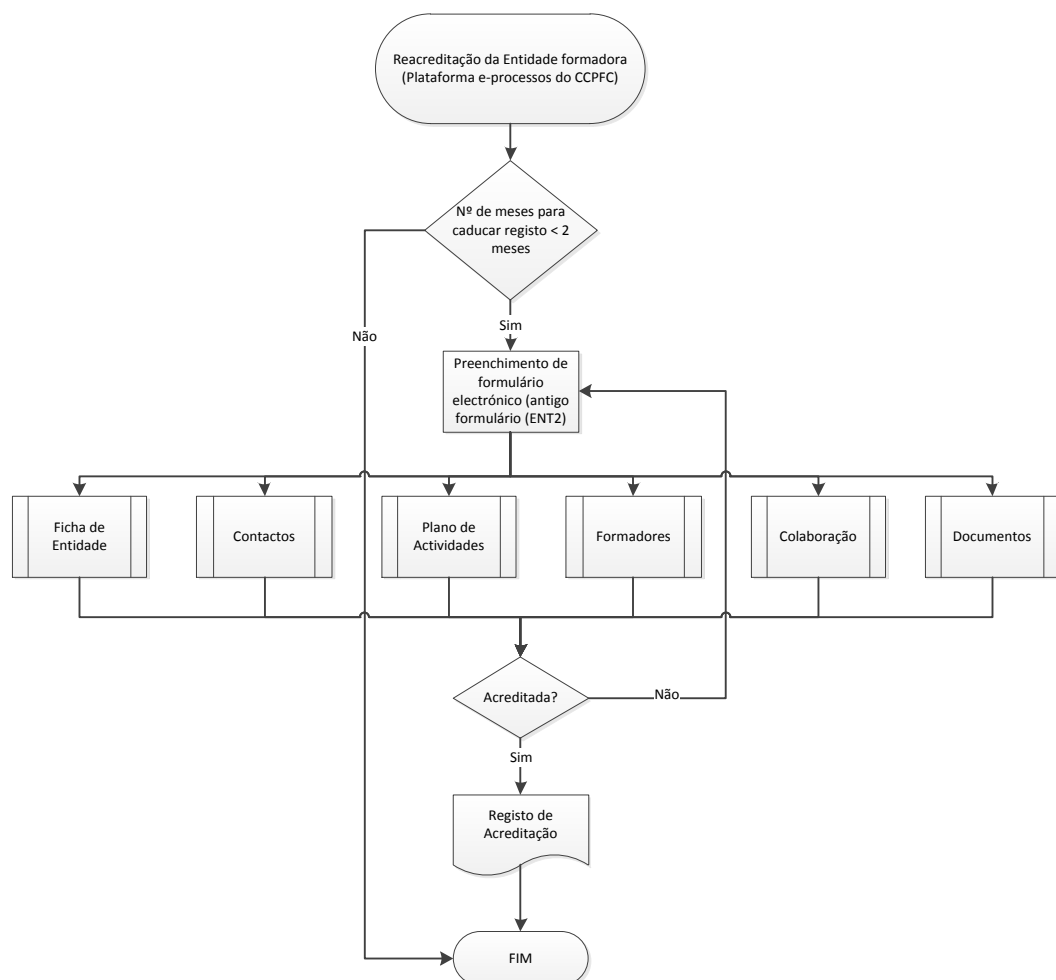 Reacreditação da Entidade formadora
(Plataforma e-processos do CCPFC)
Nº de meses para
caducar registo < 2
meses
Não
Sim
Preenchimento de
formulário
electrónico (antigo
formulário (ENT2)
Ficha de
Entidade
Contactos
Plano de
Actividades
Formadores
Colaboração
Documentos
Acreditada?
Não
Sim
Registo de
Acreditação
FIM